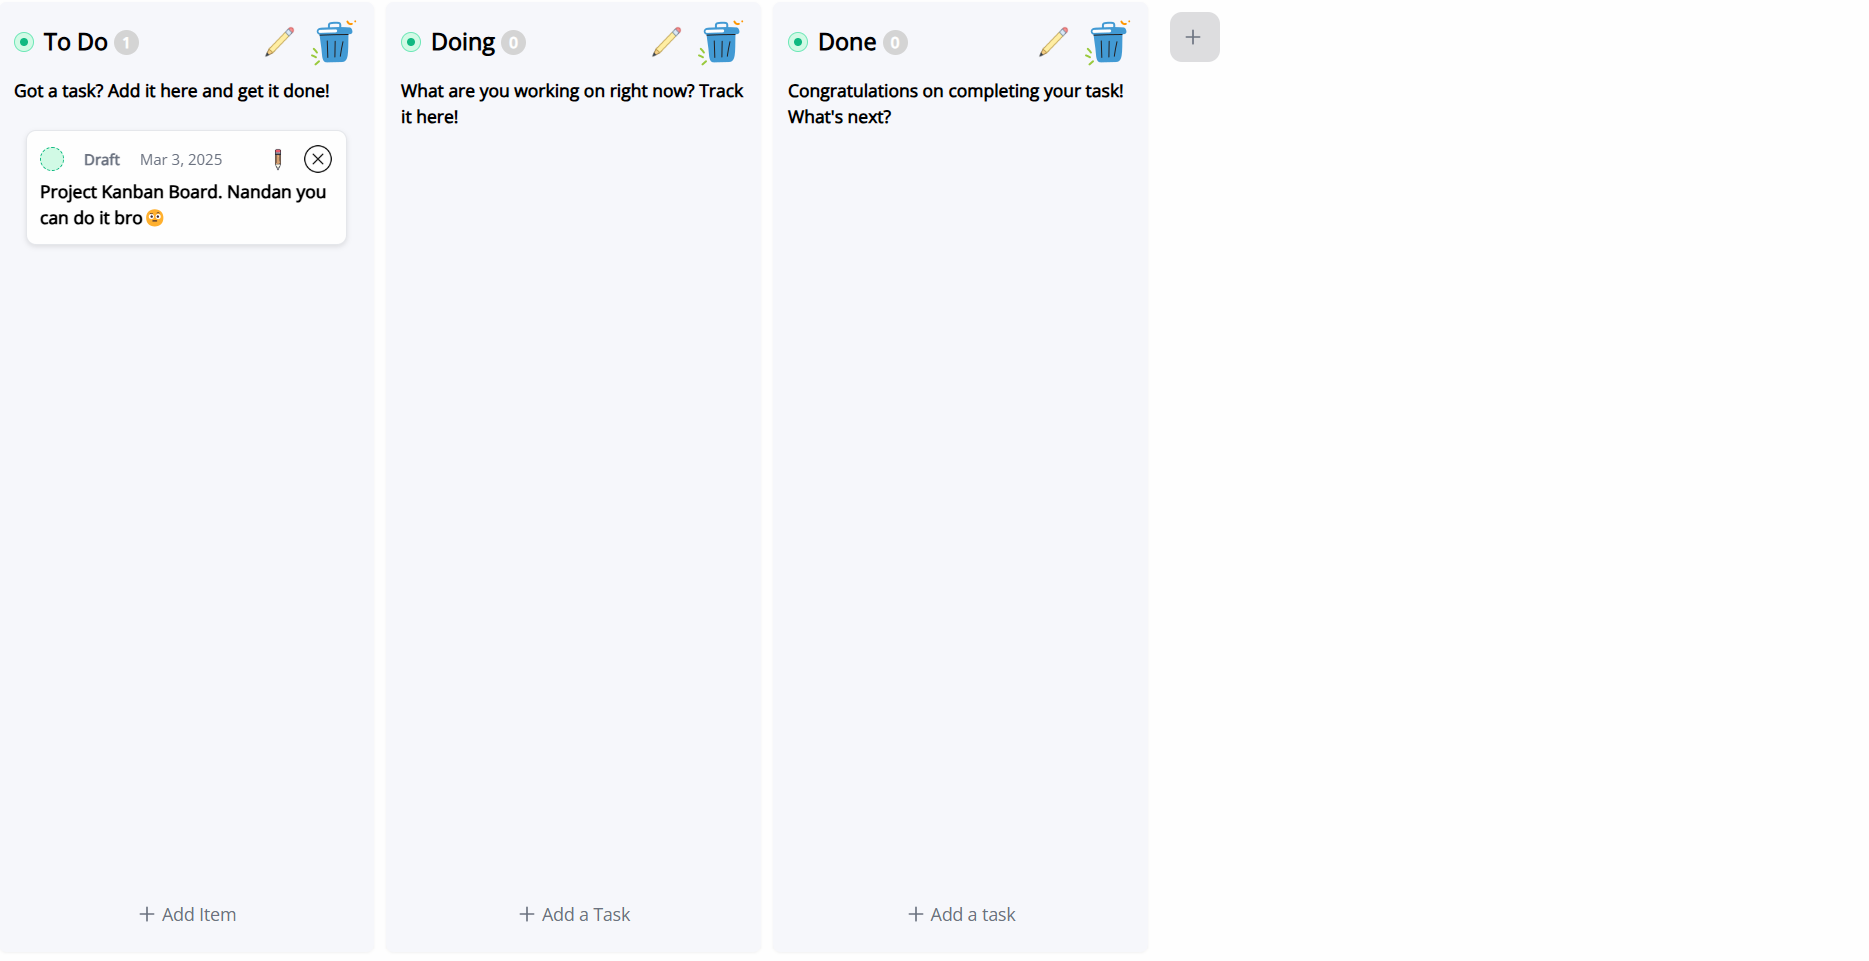 To Do 1
Got a task? Add it here and get it done!
Draft Mar 3, 2025
Project Kanban Board. Nandan you
can do it bro😳
+ Add Item
Doing 0
What are you working on right now? Track
it here!
+ Add a Task
Done 0
Congratulations on completing your task!
What's next?
+ Add a task
+